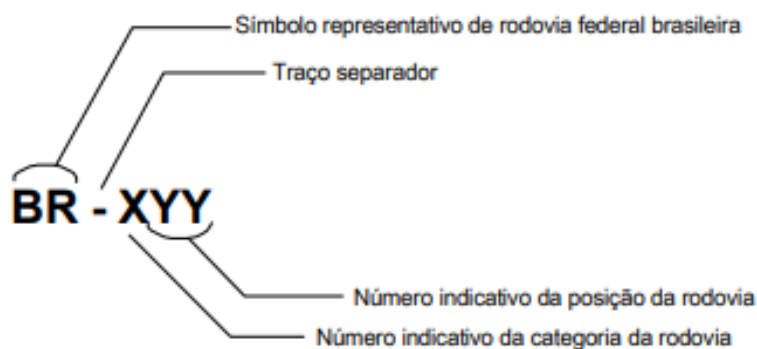 Símbolo representativo de rodovia federal brasileira
Traço separador
BR - XYY
Número indicativo da posição da rodovia
Número indicativo da categoria da rodovia